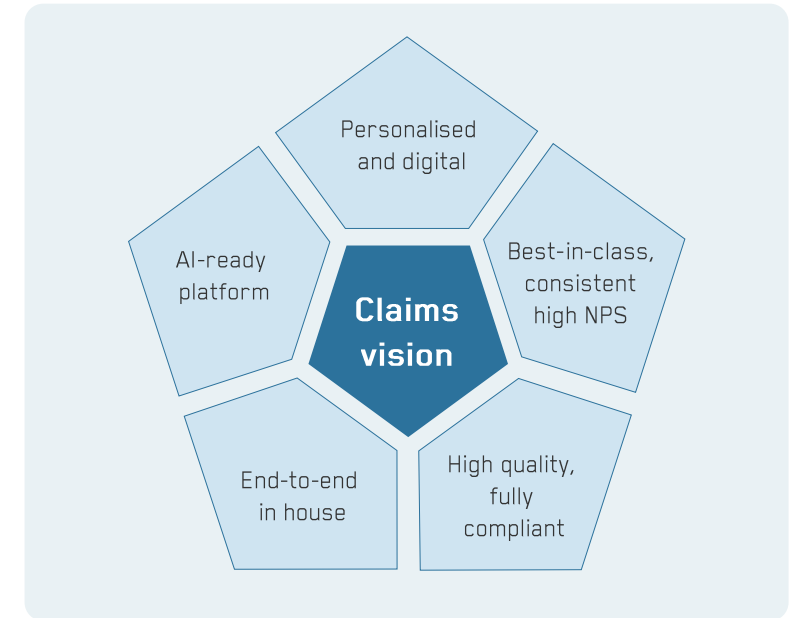 Personalised
and digital
AI-ready
platform
Best-in-class,
consistent
high NPS
Claims
vision
End-to-end
in house
High quality,
fully
compliant